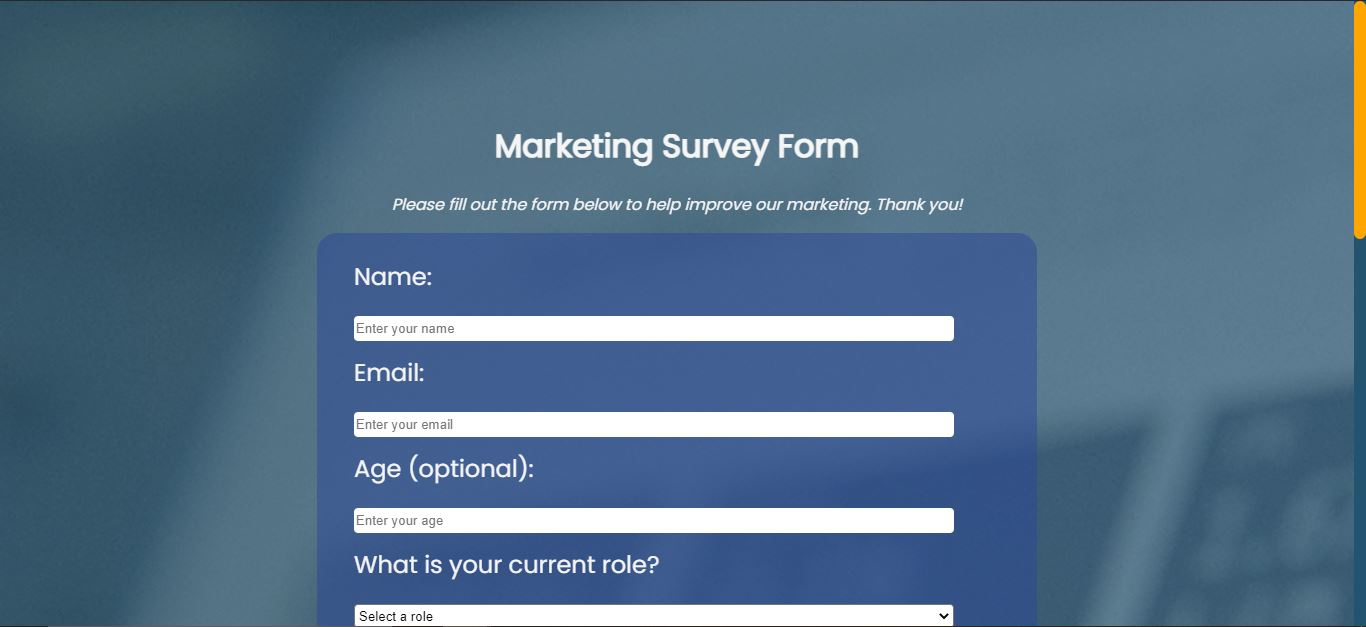 Marketing Survey Form
Please fill out the form below to help improve our marketing. Thank you!
Name:
Enter your name
Email:
Enter your email
Age (optional):
Enter your age
What is your current role?
Select a role